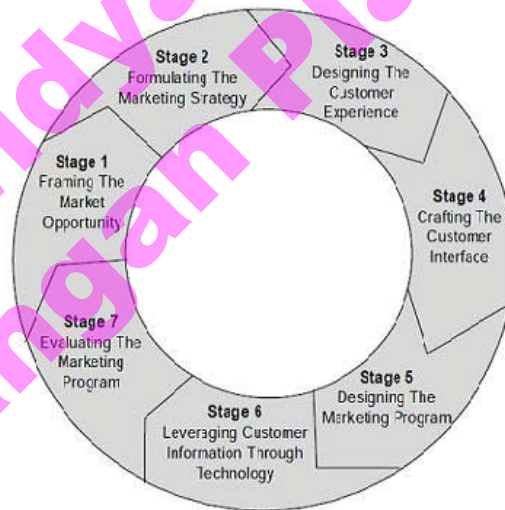 Stage 1
Framing The
Market
Opportunity
Stage 2
Formulating The
Marketing Strategy
Stage 3
Designing The
Customer
Experience
Stage 4
Crafting The
Customer
Interface
Stage 5
Designing The
Marketing Program
Stage 6
Leveraging Customer
Information Through
Technology
Stage 7
Evaluating The
Marketing
Program